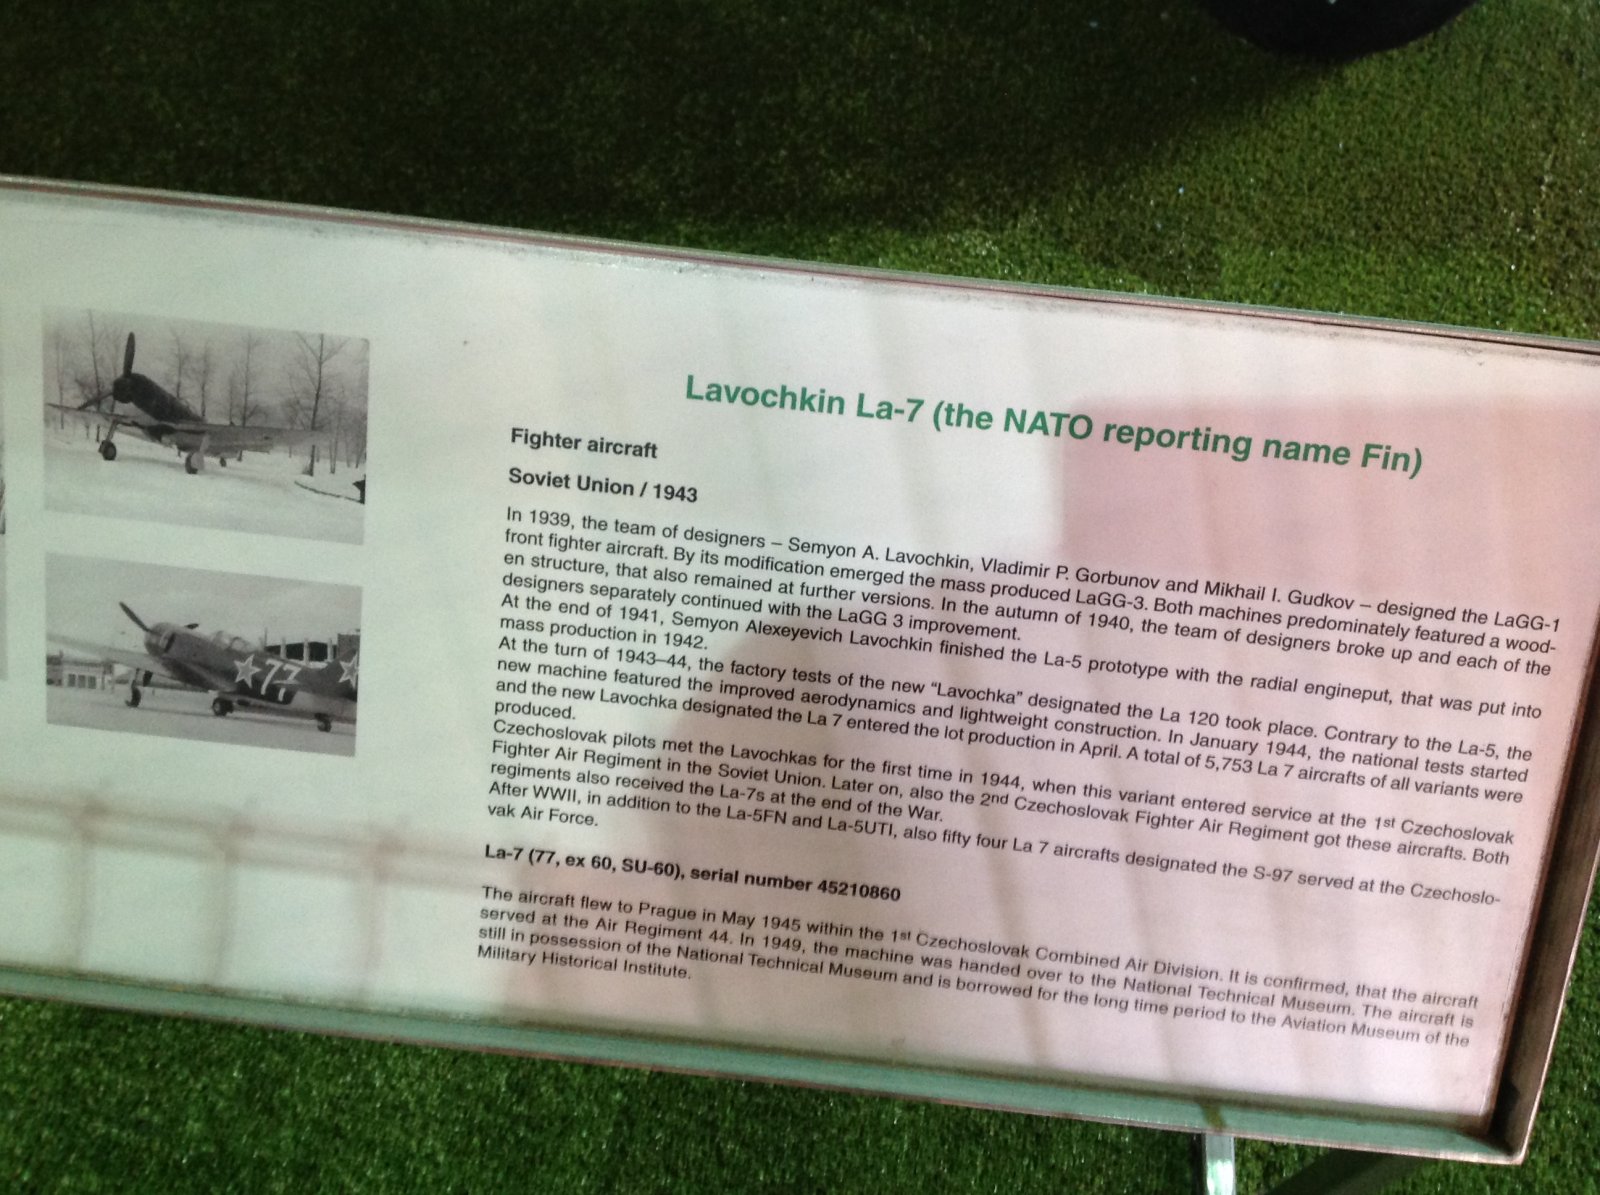 Lavochkin La-7 (the NATO reporting name Fin)
Fighter aircraft
Soviet Union / 1943
In 1939, the team of designers – Semyon A. Lavochkin, Vladimir P. Gorbunov and Mikhail I. Gudkov – designed the LaGG-1
front fighter aircraft. By its modification emerged the mass produced LaGG-3. Both machines predominately featured a wood-
en structure, that also remained at further versions. In the autumn of 1940, the team of designers broke up and each of the
designers separately continued with the LaGG 3 improvement.
At the end of 1941, Semyon Alexeyevich Lavochkin finished the La-5 prototype with the radial engineput, that was put into
mass production in 1942.
At the turn of 1943–44, the factory tests of the new “Lavochka” designated the La 120 took place. Contrary to the La-5, the
new machine featured the improved aerodynamics and lightweight construction. In January 1944, the national tests started
and the new Lavochka designated the La 7 entered the lot production in April. A total of 5,753 La 7 aircrafts of all variants were
produced.
Czechoslovak pilots met the Lavochkas for the first time in 1944, when this variant entered service at the 1st Czechoslovak
Fighter Air Regiment in the Soviet Union. Later on, also the 2nd Czechoslovak Fighter Air Regiment got these aircrafts. Both
regiments also received the La-7s at the end of the War.
After WWII, in addition to the La-5FN and La-5UTI, also fifty four La 7 aircrafts designated the S-97 served at the Czechoslo-
vak Air Force.
La-7 (77, ex 60, SU-60), serial number 45210860
The aircraft flew to Prague in May 1945 within the 1st Czechoslovak Combined Air Division. It is confirmed, that the aircraft
served at the Air Regiment 44. In 1949, the machine was handed over to the National Technical Museum. The aircraft is
still in possession of the National Technical Museum and is borrowed for the long time period to the Aviation Museum of the
Military Historical Institute.
77